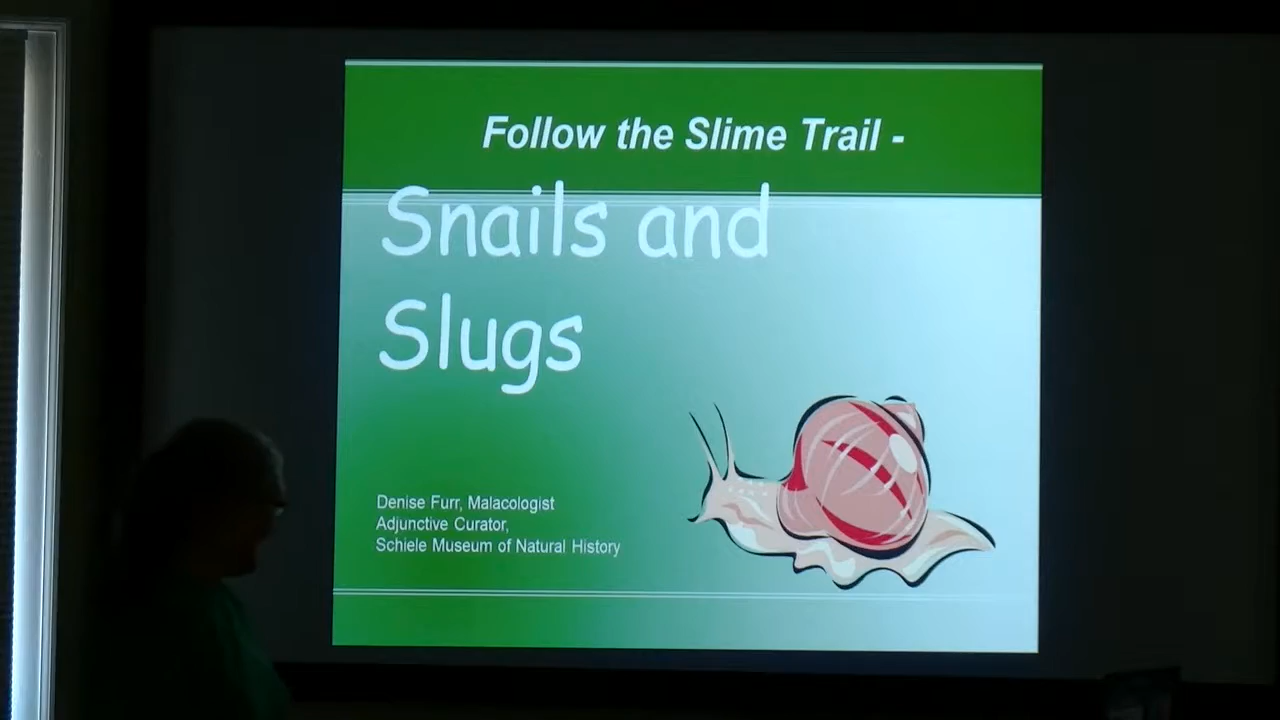 Follow the Slime Trail -
Snails and
Slugs
Denise Furr, Malacologist
Adjunctive Curator,
Schiele Museum of Natural History